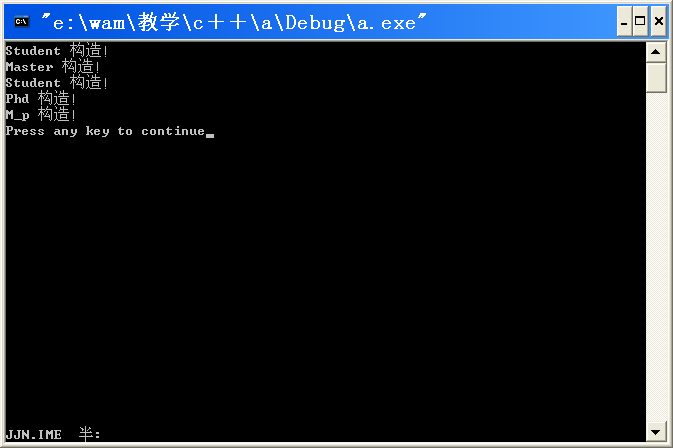 "e:\wam\教学\c＋＋\a\Debug\a.exe"
Student 构造!
Master 构造!
Student 构造!
Phd 构造!
M_p 构造!
Press any key to continue
JJN.IME 半: